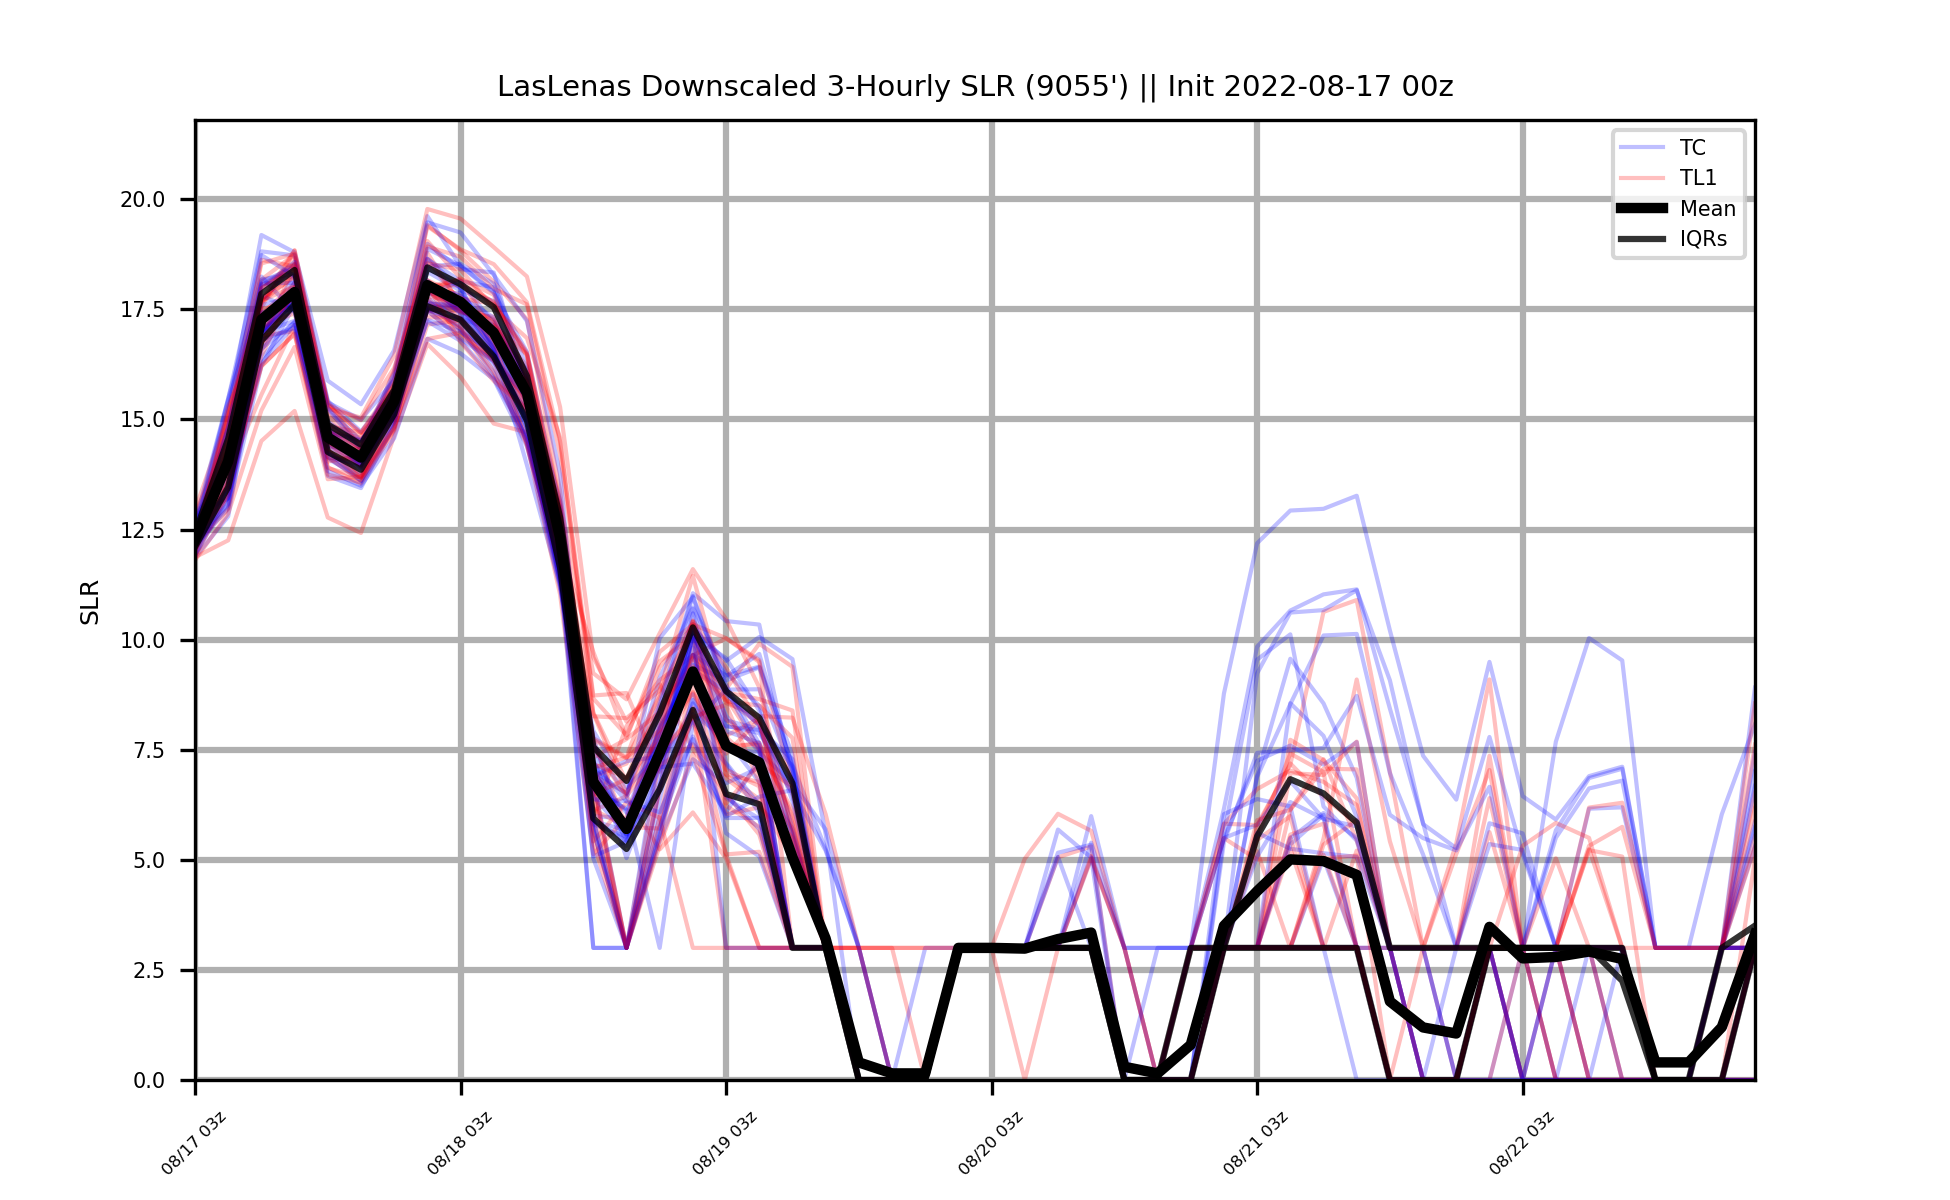 LasLenas Downscaled 3-Hourly SLR (9055') || Init 2022-08-17 00z
TC
TL1
Mean
IQRs
SLR
20.0
17.5
15.0
12.5
10.0
7.5
5.0
2.5
0.0
08/17 03z
08/18 03z
08/19 03z
08/20 03z
08/21 03z
08/22 03z